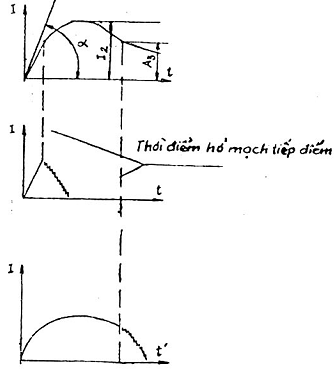 I
α
I2
A3
t
I
Thời điểm hở mạch tiếp điểm
t
I
t'